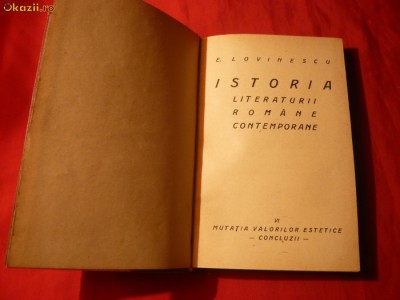 Okazii.ro
E. LOVINESCU
ISTORIA
LITERATURII
ROMÂNE
CONTEMPORANE
VI
MUTAȚIA VALORILOR ESTETICE
— CONCLUZII —